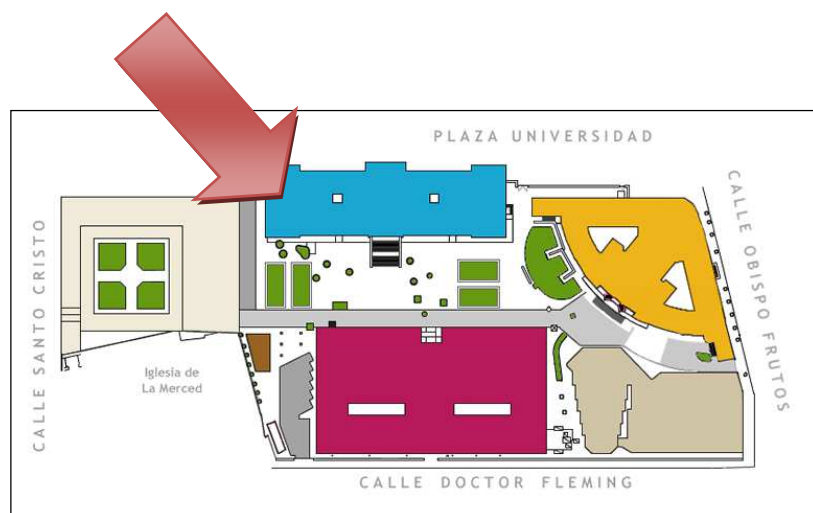 PLAZA UNIVERSIDAD
CALLE OBISPO FRUTOS
CALLE SANTO CRISTO
Iglesia de
La Merced
CALLE DOCTOR FLEMING